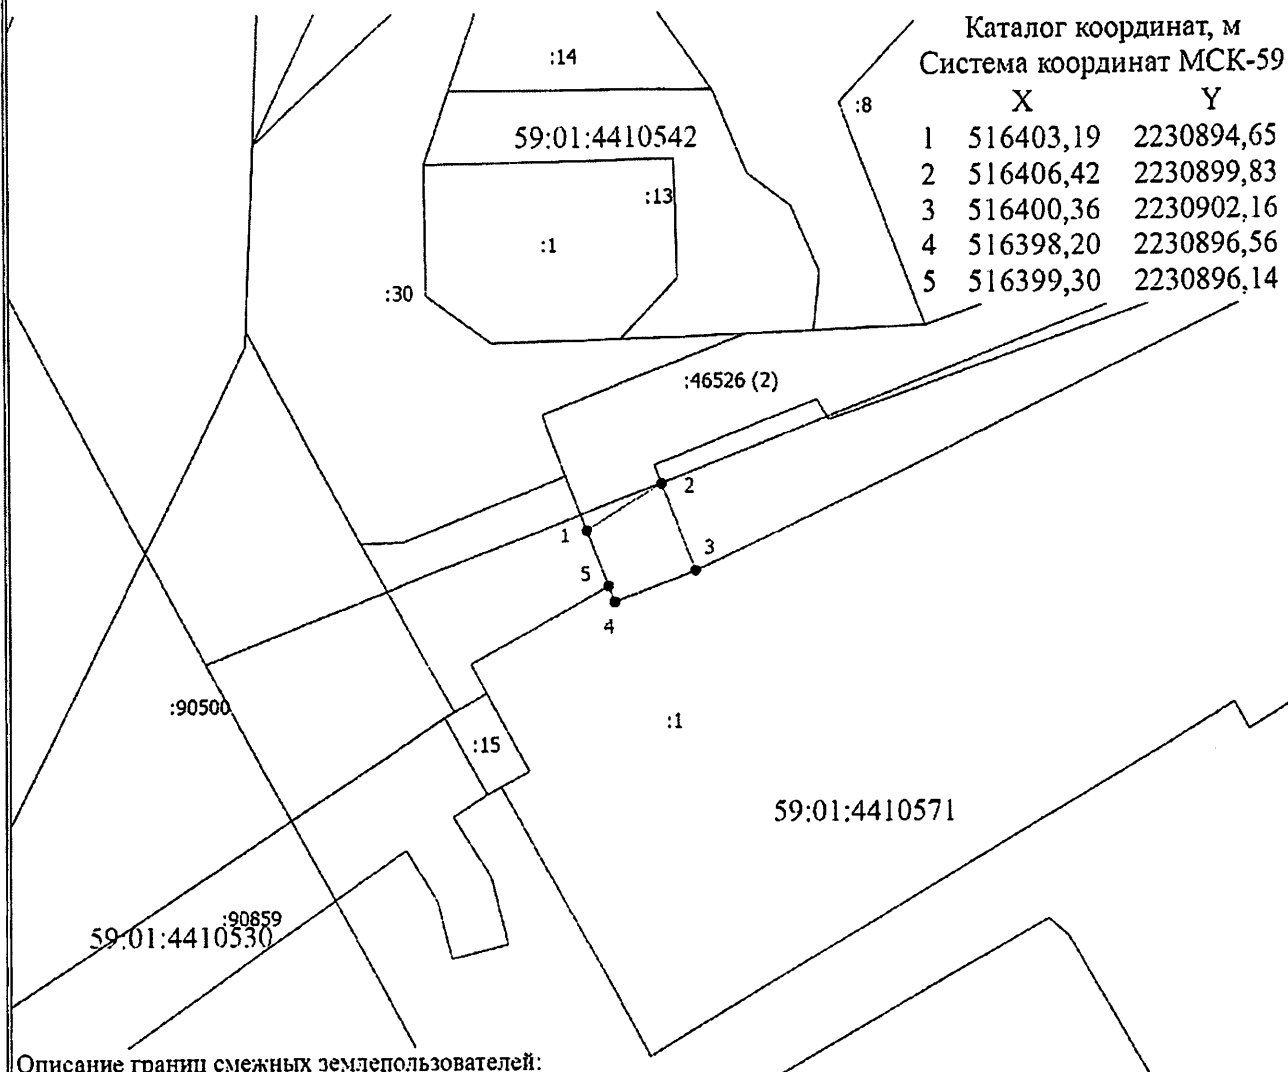 Каталог координат, м
Система координат МСК-59
X Y
1 516403,19 2230894,65
2 516406,42 2230899,83
3 516400,36 2230902,16
4 516398,20 2230896,56
5 516399,30 2230896,14
:14
:8
59:01:4410542
:13
:1
:30
:46526 (2)
2
1
3
5
4
:90500
:1
:15
59:01:4410571
:90859
59:01:4410530
Описание границ смежных землепользователей: